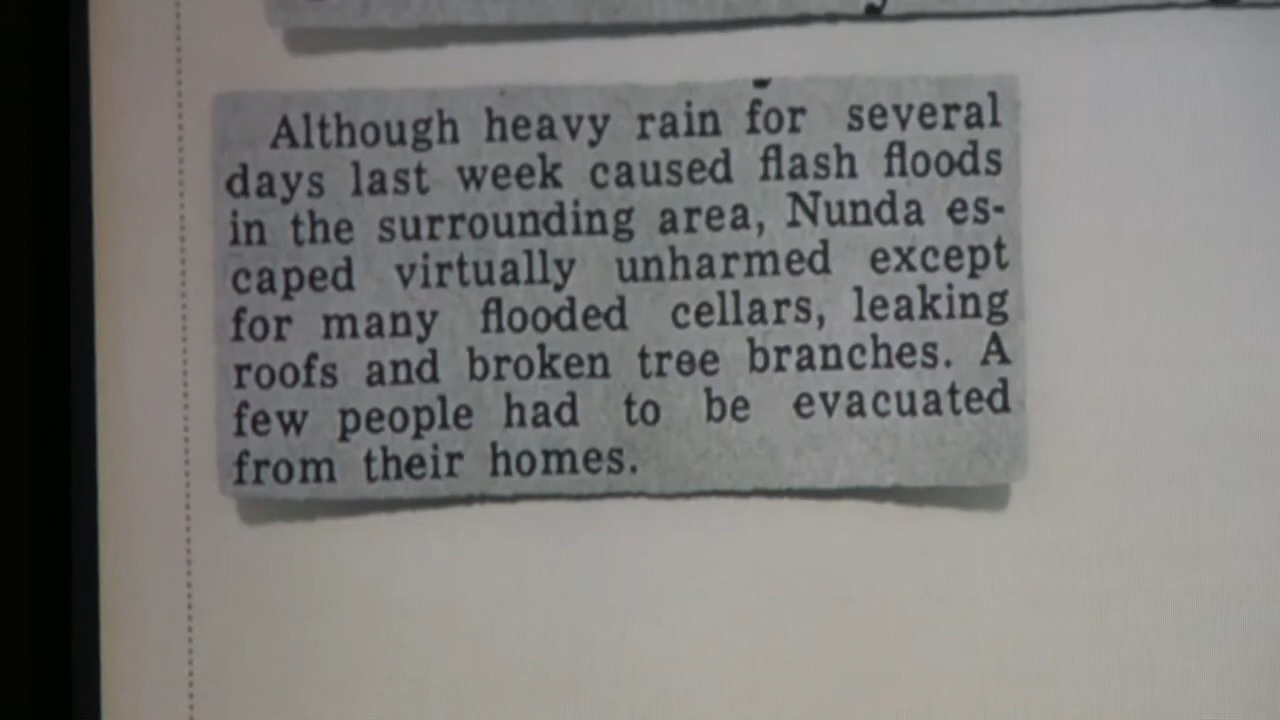 Although heavy rain for several
days last week caused flash floods
in the surrounding area, Nunda es-
caped virtually unharmed except
for many flooded cellars, leaking
roofs and broken tree branches. A
few people had to be evacuated
from their homes.